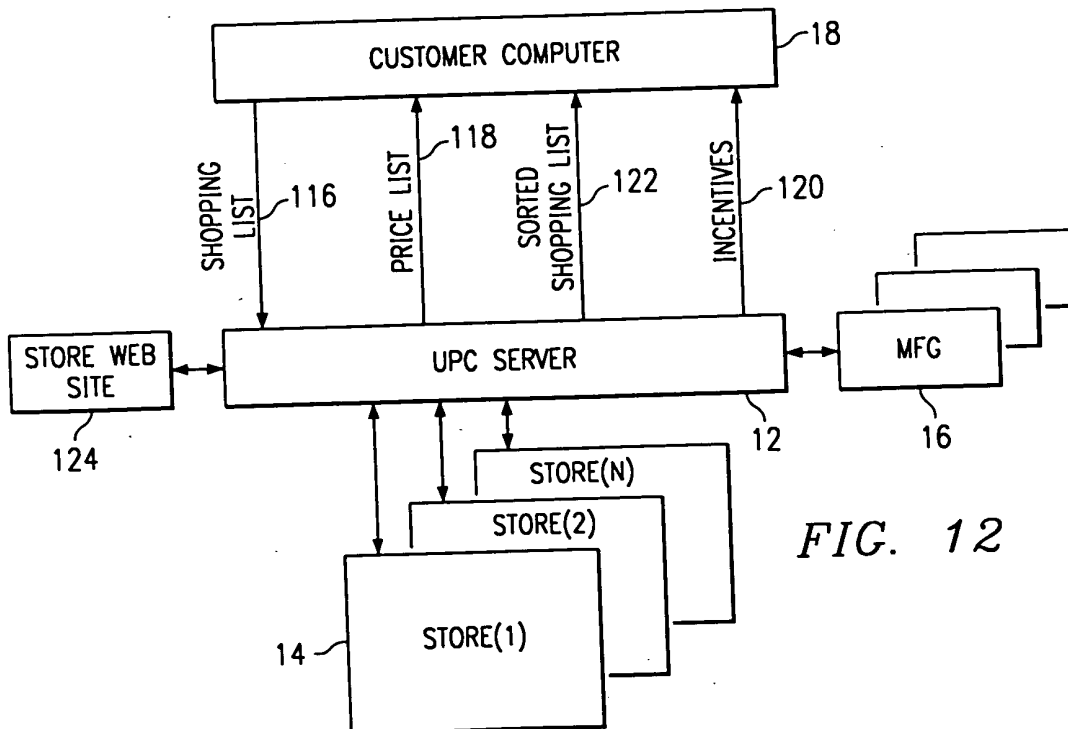 CUSTOMER COMPUTER
18
SHOPPING
LIST
116
PRICE LIST
118
SORTED
SHOPPING LIST
122
INCENTIVES
120
STORE WEB
SITE
124
UPC SERVER
12
MFG
16
STORE(N)
STORE(2)
STORE(1)
14
FIG. 12